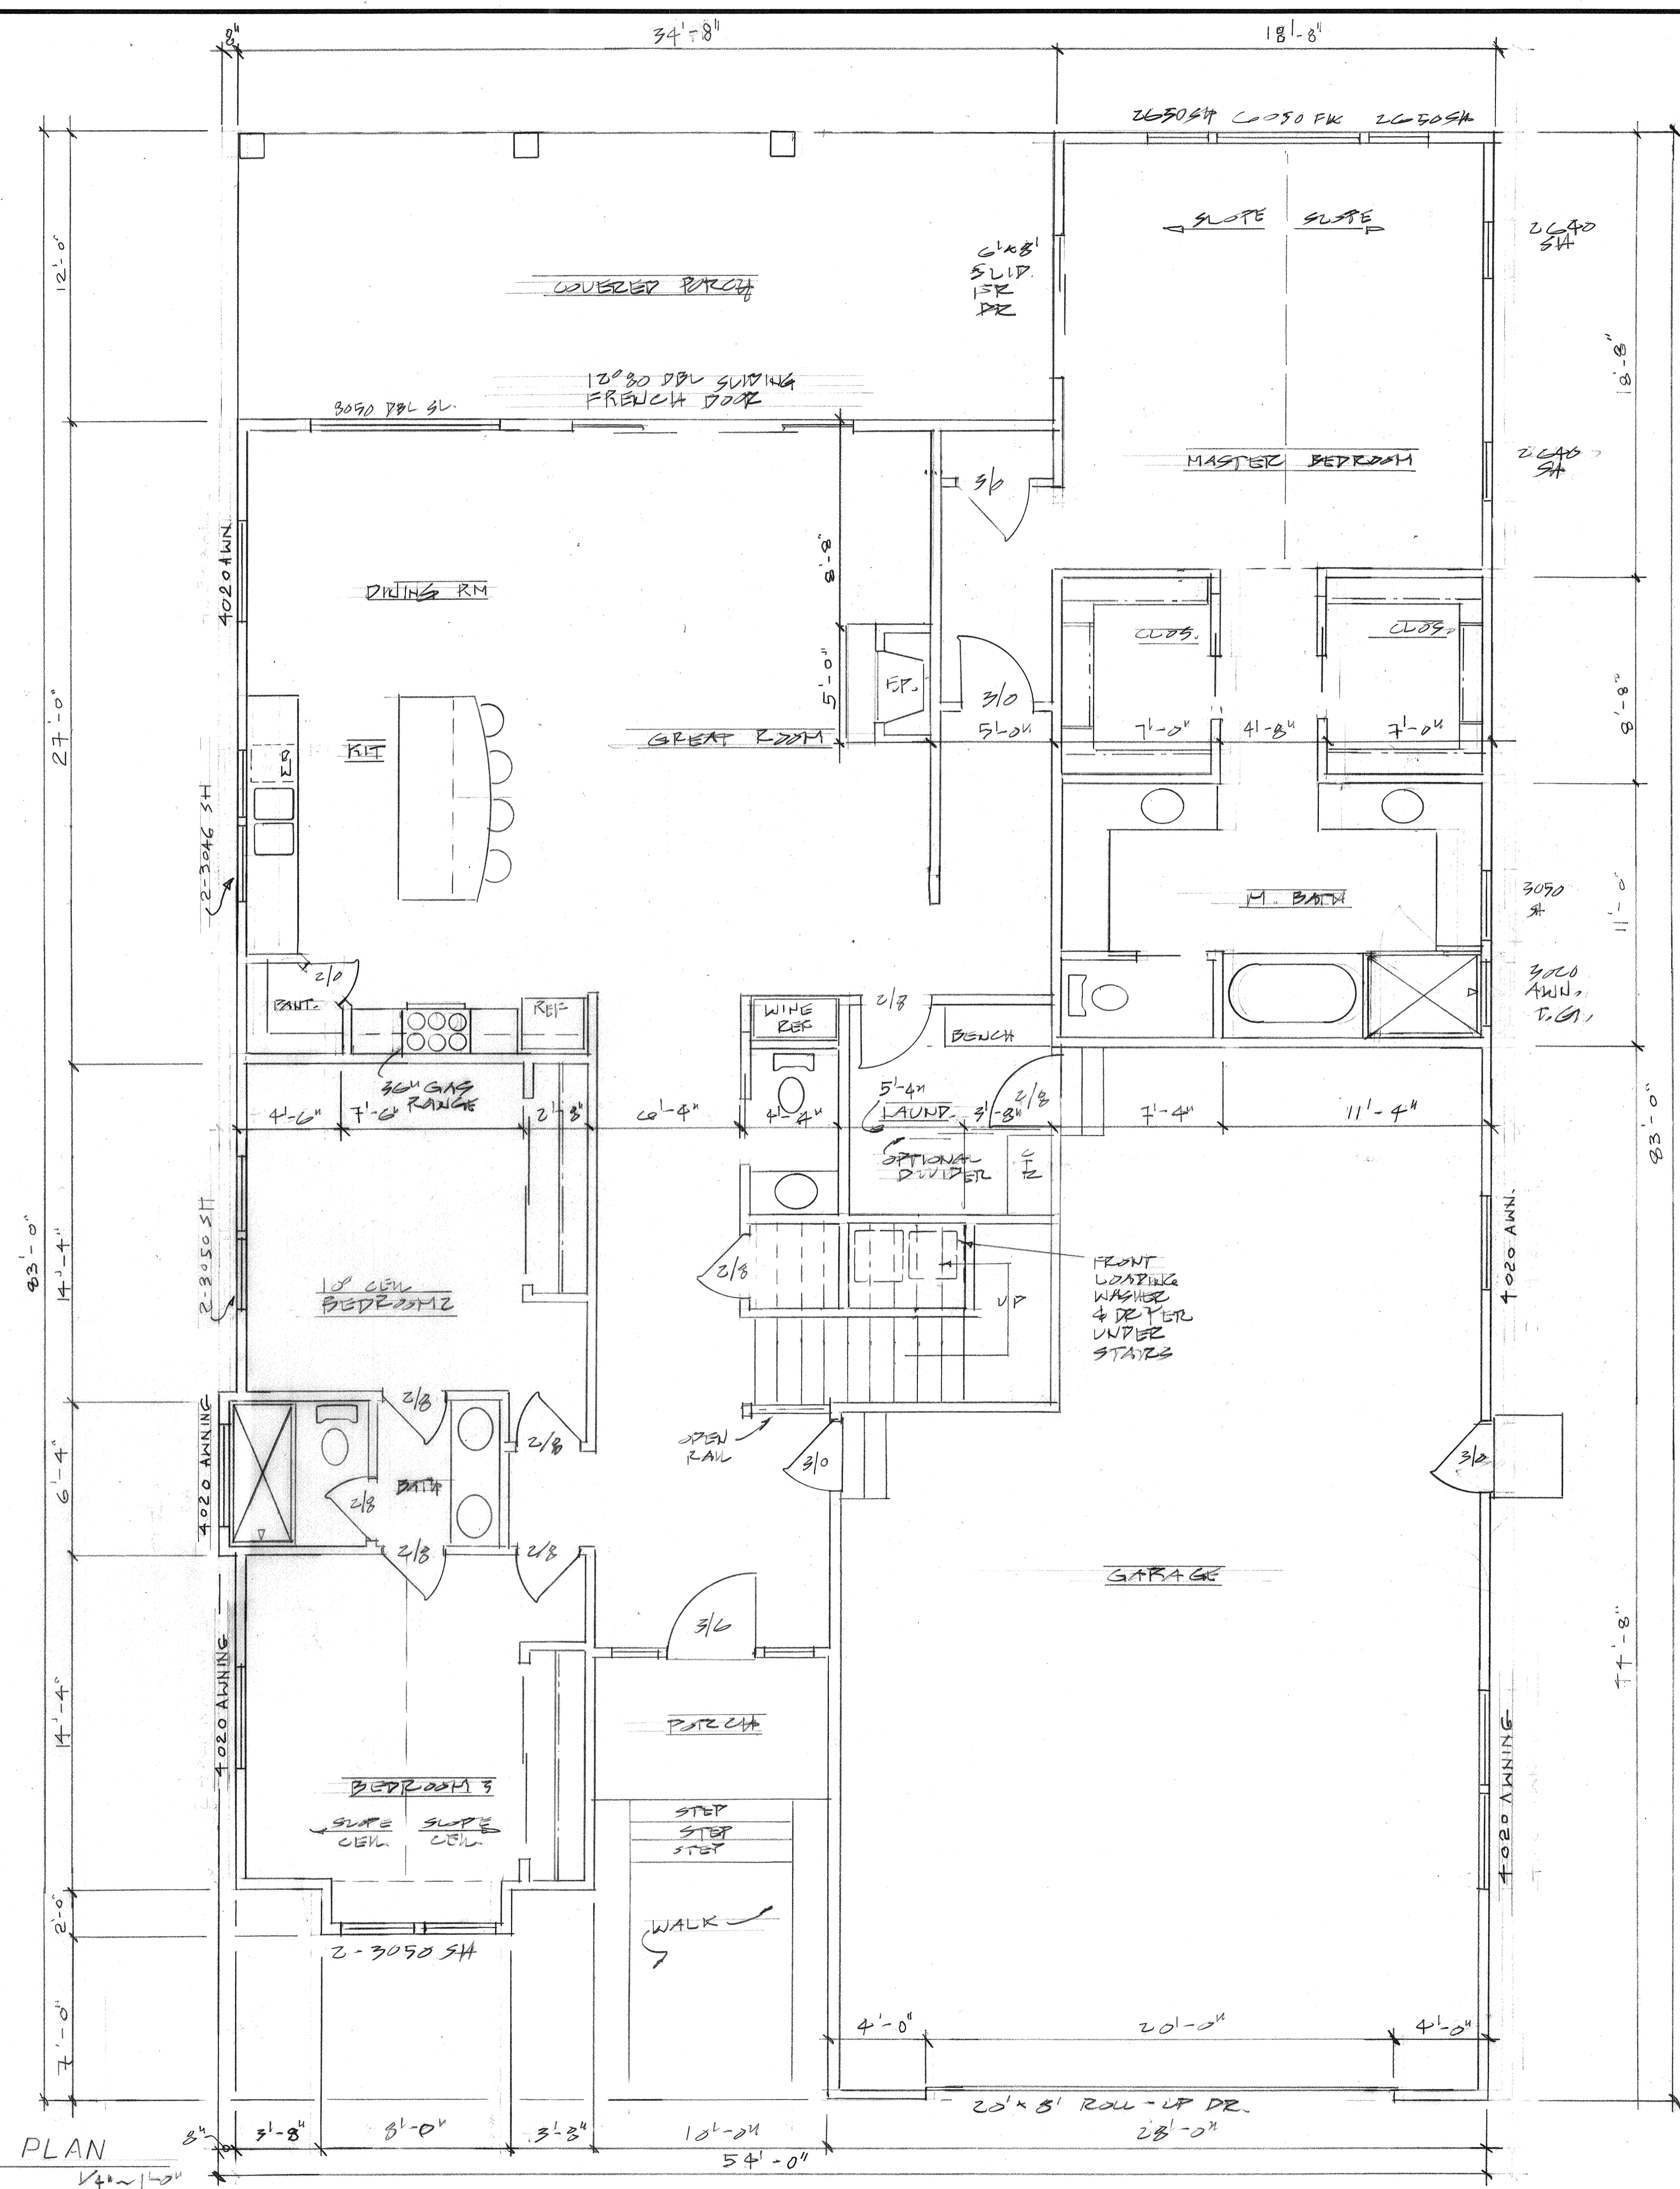 8" 34'-8" 18'-8"
2650SH 6050 FIX 2650SH
SLOPE SLOPE
2640
SH
6'x8'
SLID.
FR
DR
12'-0"
COVERED PORCH
18'-8"
12°80 DBL SLIDING
FRENCH DOOR
8050 DBL SL.
MASTER BEDROOM
2640
SH
3/0
4020 AWN.
8'-8"
DINING RM
CLOS. CLOS.
5'-0"
F.P.
3/0
8'-8"
27'-0"
KIT
GREAT ROOM
5'-0" 7'-0" 4'-8" 7'-0"
2-3046 SH
M. BATH
3050
SH
11'-0"
2/0
PANT.
REF
WINE
REF
2/8
BENCH
3020
AWN.
T.G.
36" GAS
RANGE
5'-4"
LAUND.
2/8
4'-6" 7'-6" 2'-8" 6'-4" 4'-4" 3'-8" 7'-4" 11'-4"
83'-0"
OPTIONAL
DIVIDER
2-3050 SH
4020 AWN.
83'-0"
14'-4"
10° CEIL
BEDROOM 2
2/8
UP
FRONT
LOADING
WASHER
& DRYER
UNDER
STAIRS
2/8
4020 AWNING
6'-4"
2/8
OPEN
RAIL
3/0
3/0
2/8
BATH
2/8 2/8
GARAGE
3/6
44'-8"
4020 AWNING
14'-4"
PORCH
BEDROOM 3
SLOPE SLOPE
CEIL. CEIL.
STEP
STEP
STEP
4020 AWNING
2'-0"
WALK
2-3050 SH
7'-0"
4'-0" 20'-0" 4'-0"
20' x 8' ROLL-UP DR.
8" 3'-8" 8'-0" 3'-8" 10'-0" 28'-0"
54'-0"
PLAN
1/4" ~ 1'-0"